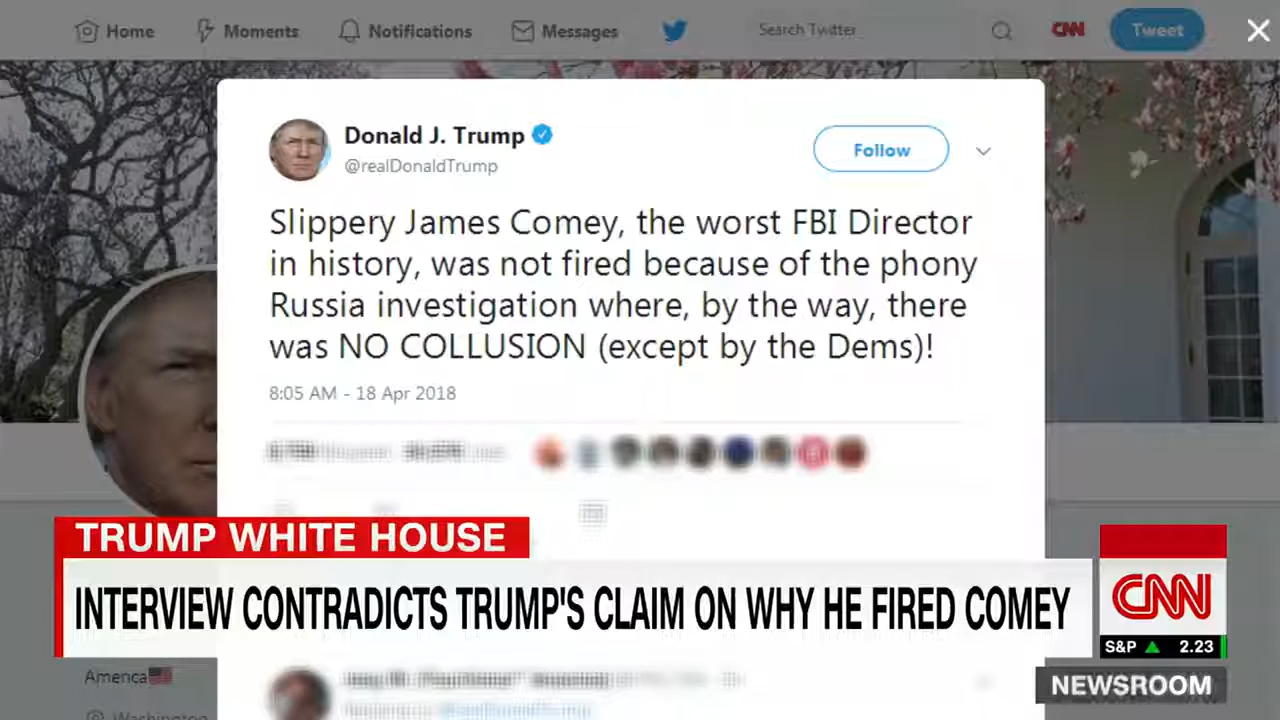 Home Moments Notifications Messages Search Twitter CNN Tweet
Donald J. Trump
@realDonaldTrump
Follow
Slippery James Comey, the worst FBI Director
in history, was not fired because of the phony
Russia investigation where, by the way, there
was NO COLLUSION (except by the Dems)!
8:05 AM - 18 Apr 2018
TRUMP WHITE HOUSE
INTERVIEW CONTRADICTS TRUMP'S CLAIM ON WHY HE FIRED COMEY
CNN
S&P ▲ 2.23
America🇺🇸
Washington
NEWSROOM